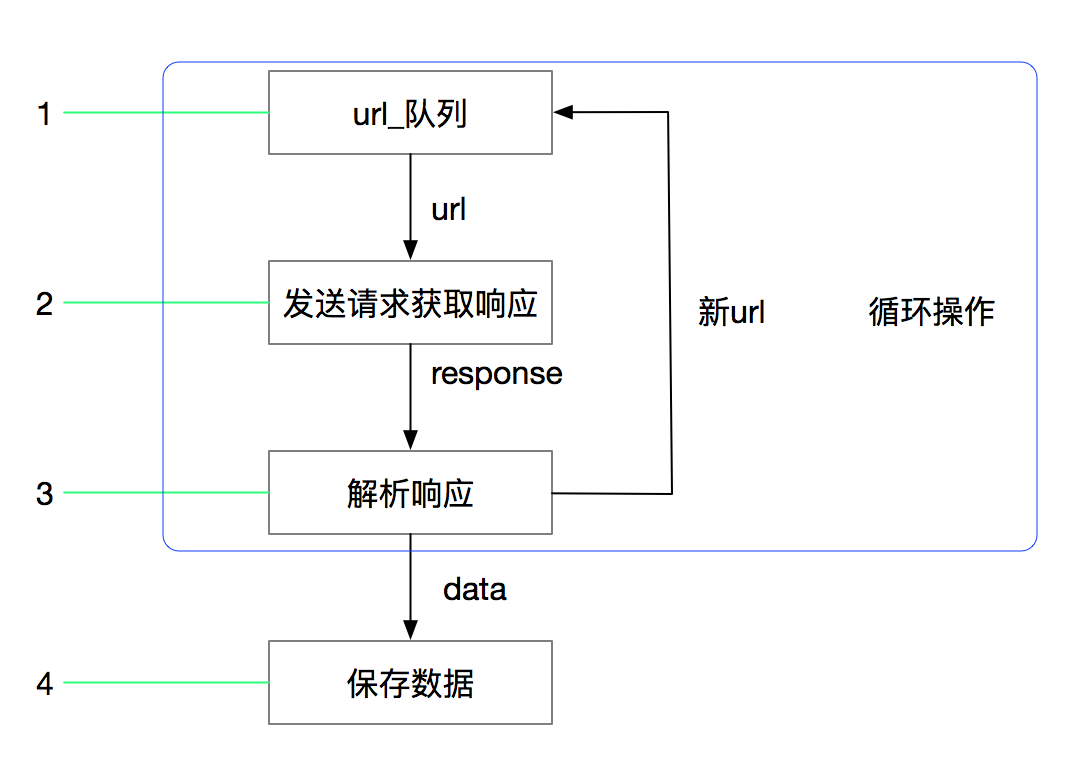 1
url_队列
url
2
发送请求获取响应
新url
循环操作
response
3
解析响应
data
4
保存数据